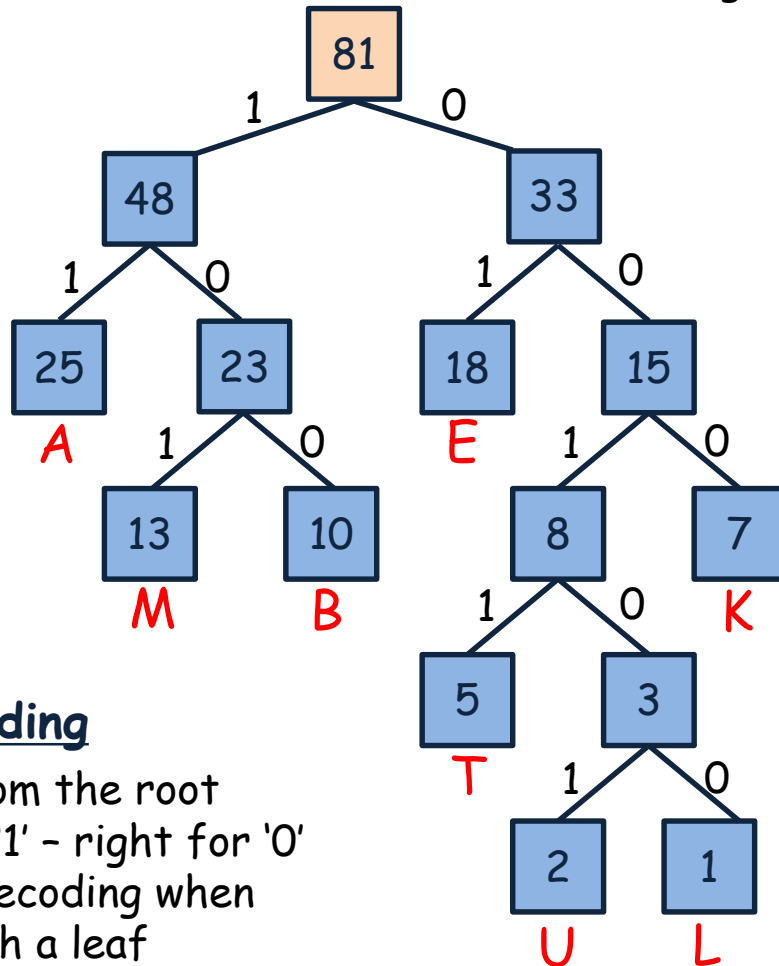 81
1 0
48 33
1 0 1 0
25 23 18 15
A 1 0 E 1 0
13 10 8 7
M B 1 0 K
5 3
T 1 0
2 1
U L
ding
om the root
1’ – right for ‘0’
ecoding when
h a leaf